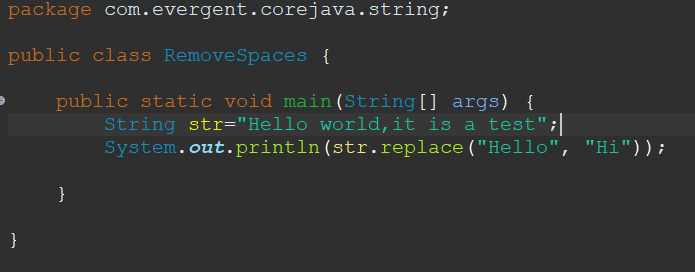 package com.evergent.corejava.string;
public class RemoveSpaces {
public static void main(String[] args) {
String str="Hello world,it is a test";
System.out.println(str.replace("Hello", "Hi"));
}
}